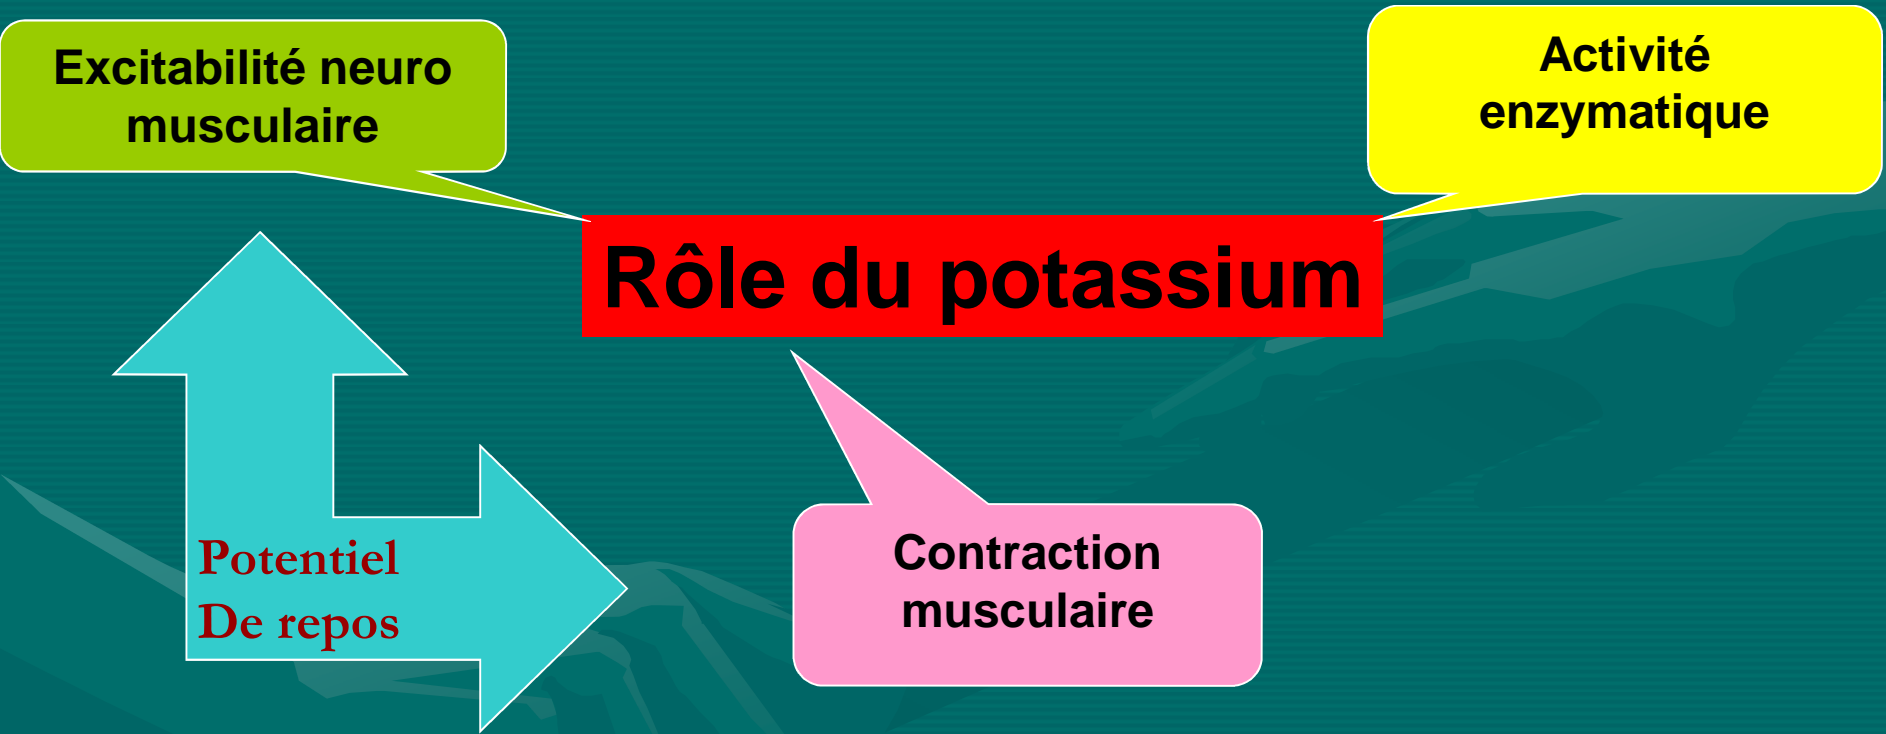 Excitabilité neuro
musculaire
Activité
enzymatique
Rôle du potassium
Potentiel
De repos
Contraction
musculaire